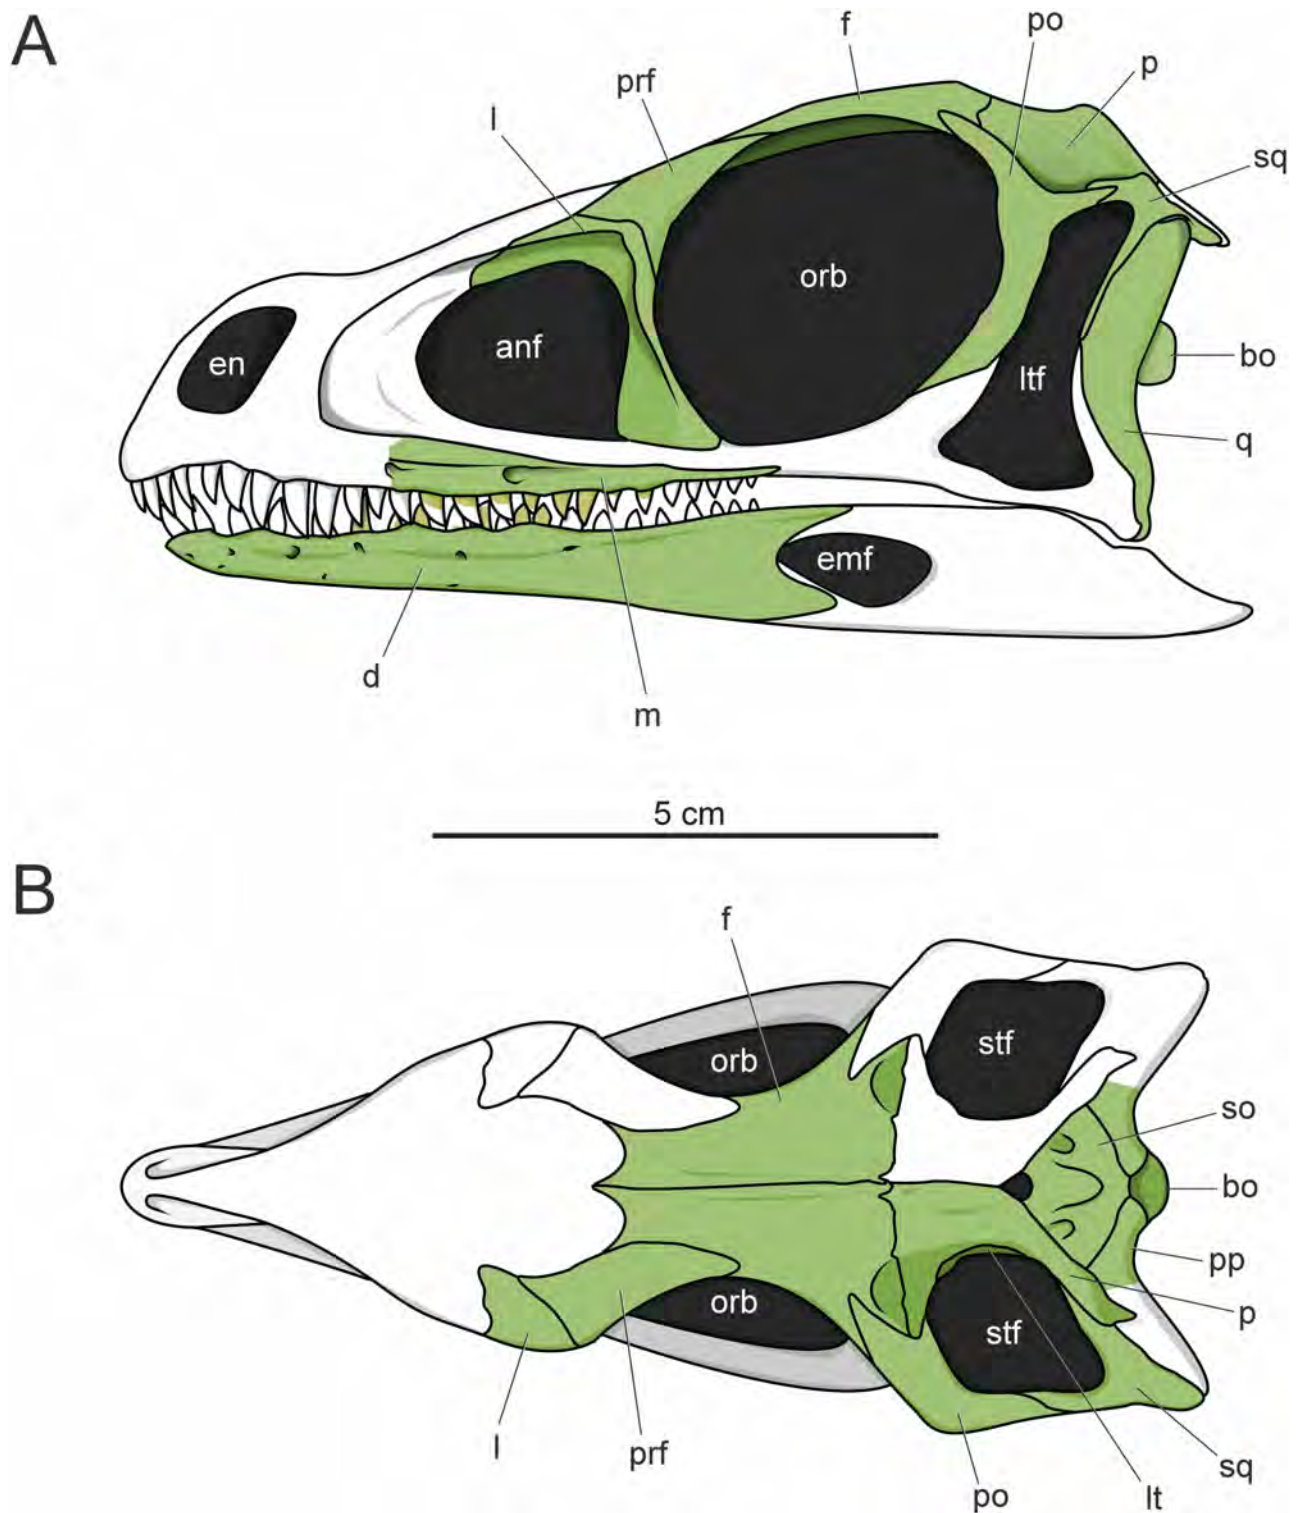 A
f
po
p
prf
l
sq
orb
en
anf
ltf
bo
q
emf
d
m
5 cm
B
f
orb
stf
so
bo
pp
p
orb
stf
l
prf
sq
po
lt